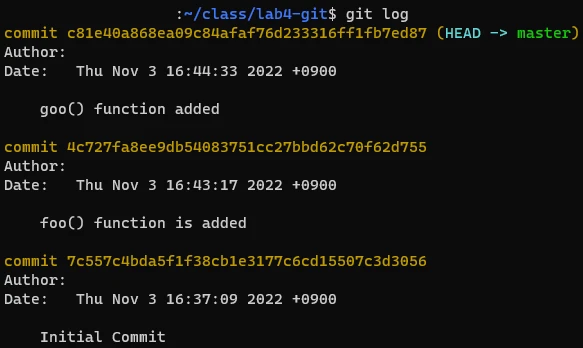 :~/class/lab4-git$ git log
commit c81e40a868ea09c84afaf76d233316ff1fb7ed87 (HEAD -> master)
Author:
Date:   Thu Nov 3 16:44:33 2022 +0900
goo() function added
commit 4c727fa8ee9db54083751cc27bbd62c70f62d755
Author:
Date:   Thu Nov 3 16:43:17 2022 +0900
foo() function is added
commit 7c557c4bda5f1f38cb1e3177c6cd15507c3d3056
Author:
Date:   Thu Nov 3 16:37:09 2022 +0900
Initial Commit